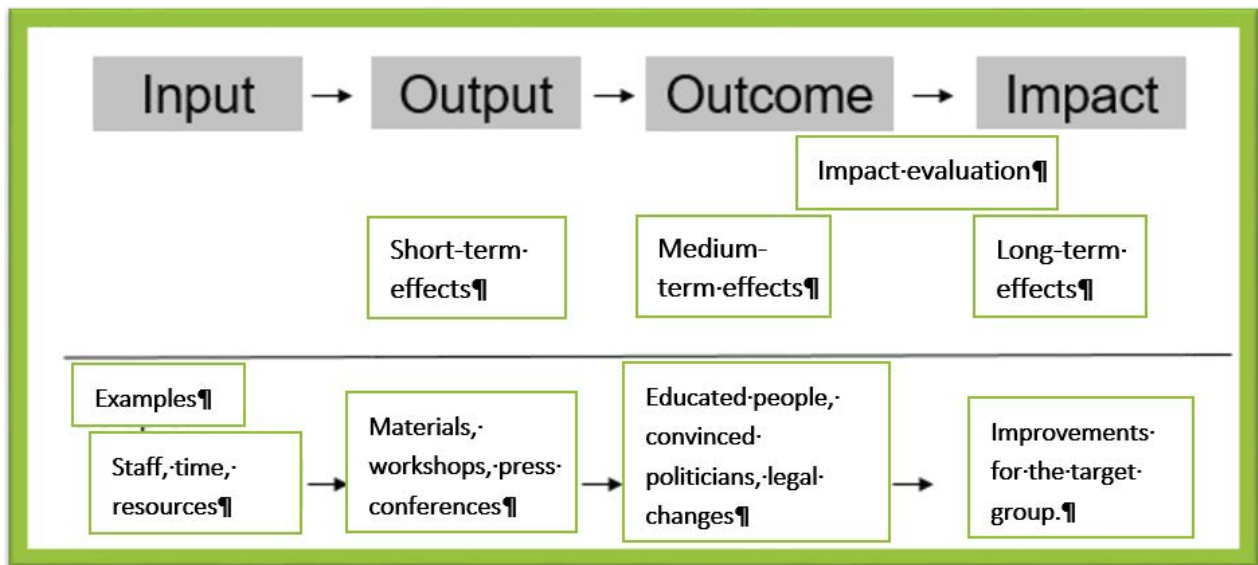 Input → Output → Outcome → Impact
Impact·evaluation¶
Short-term·
effects¶
Medium-
term·effects¶
Long-term·
effects¶
Examples¶
Staff,·time,·
resources¶
→
Materials,·
workshops,·press·
conferences¶
→
Educated·people,·
convinced·
politicians,·legal·
changes¶
→
Improvements·
for·the·target·
group.¶